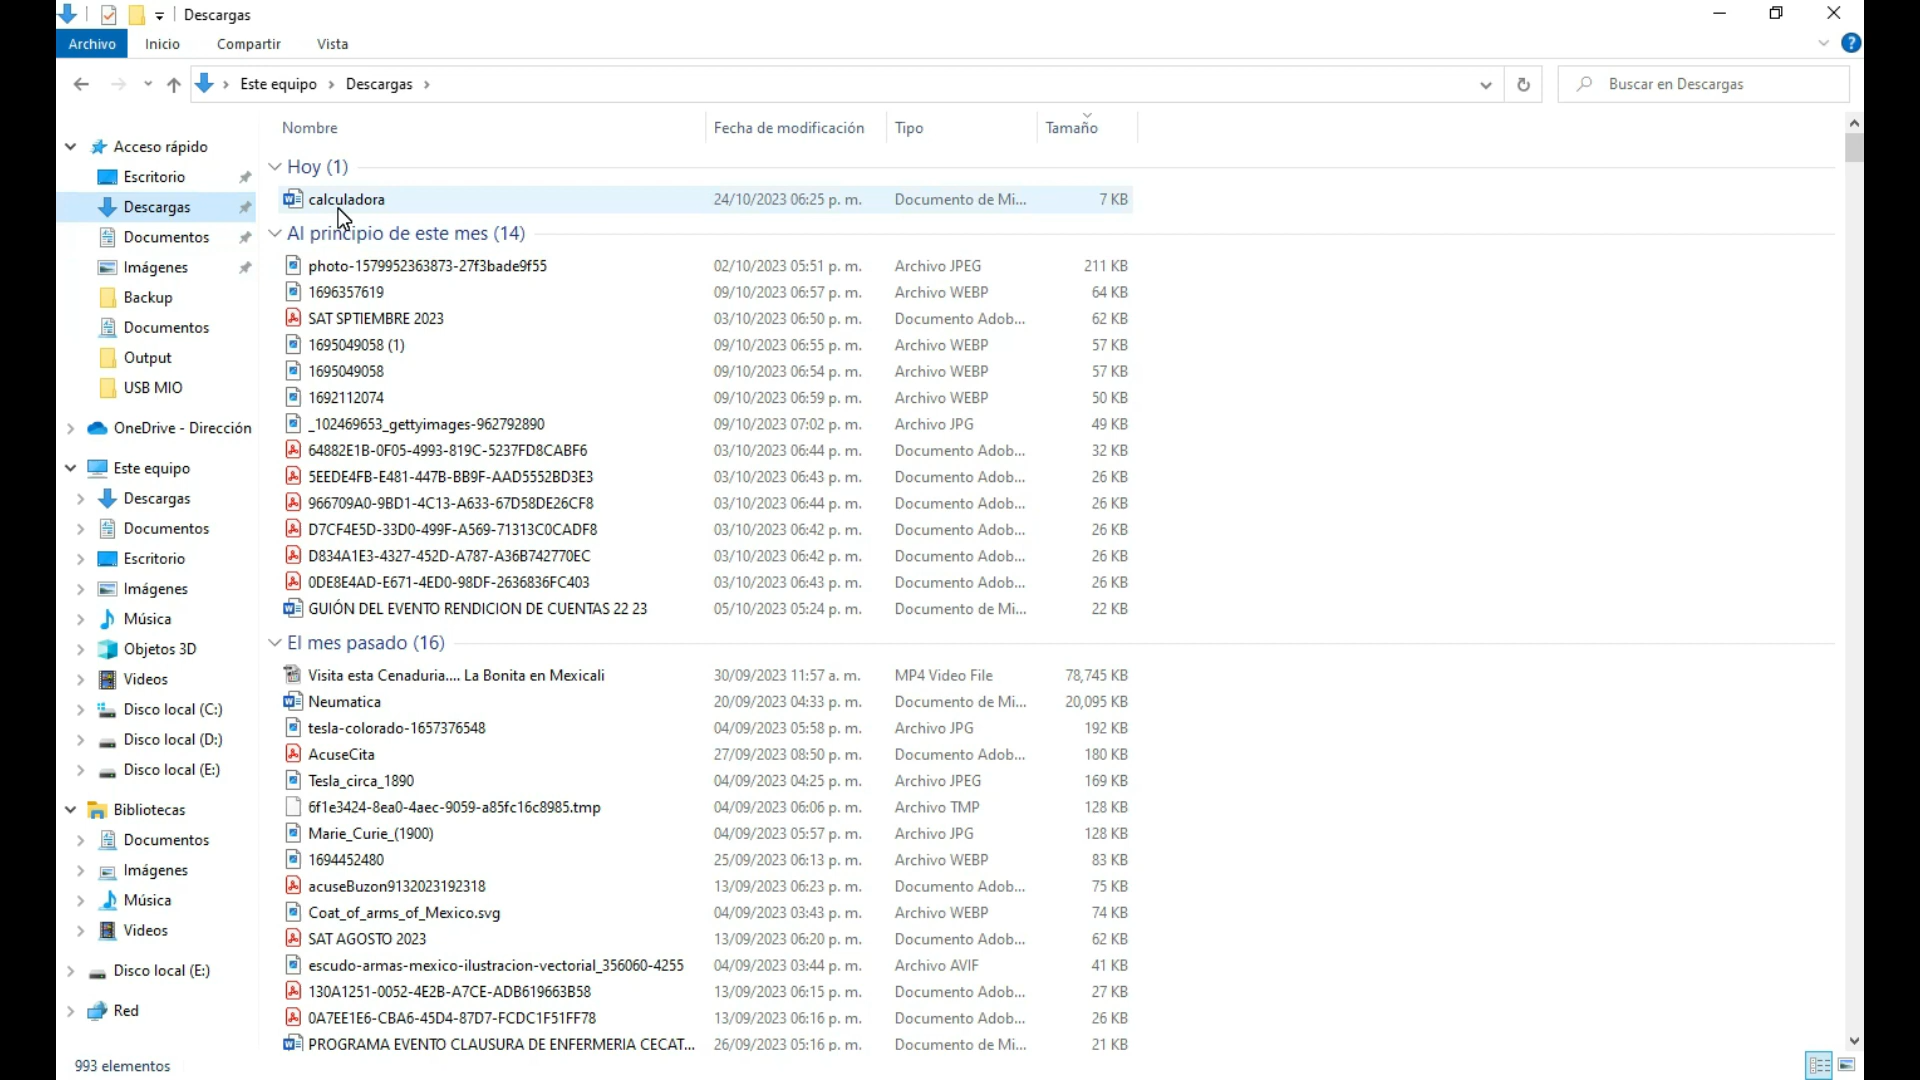 Descargas
Archivo Inicio Compartir Vista
Este equipo Descargas Buscar en Descargas
Nombre Fecha de modificación Tipo Tamaño
Acceso rápido
Escritorio
Descargas
Documentos
Imágenes
Backup
Documentos
Output
USB MIO
OneDrive - Dirección
Este equipo
Descargas
Documentos
Escritorio
Imágenes
Música
Objetos 3D
Videos
Disco local (C:)
Disco local (D:)
Disco local (E:)
Bibliotecas
Documentos
Imágenes
Música
Videos
Disco local (E:)
Red
Hoy (1)
calculadora 24/10/2023 06:25 p. m. Documento de Mi... 7 KB
Al principio de este mes (14)
photo-1579952363873-27f3bade9f55 02/10/2023 05:51 p. m. Archivo JPEG 211 KB
1696357619 09/10/2023 06:57 p. m. Archivo WEBP 64 KB
SAT SPTIEMBRE 2023 03/10/2023 06:50 p. m. Documento Adob... 62 KB
1695049058 (1) 09/10/2023 06:55 p. m. Archivo WEBP 57 KB
1695049058 09/10/2023 06:54 p. m. Archivo WEBP 57 KB
1692112074 09/10/2023 06:59 p. m. Archivo WEBP 50 KB
_102469653_gettyimages-962792890 09/10/2023 07:02 p. m. Archivo JPG 49 KB
64882E1B-0F05-4993-819C-5237FD8CABF6 03/10/2023 06:44 p. m. Documento Adob... 32 KB
5EEDE4FB-E481-447B-BB9F-AAD5552BD3E3 03/10/2023 06:43 p. m. Documento Adob... 26 KB
966709A0-9BD1-4C13-A633-67D58DE26CF8 03/10/2023 06:44 p. m. Documento Adob... 26 KB
D7CF4E5D-33D0-499F-A569-71313C0CADF8 03/10/2023 06:42 p. m. Documento Adob... 26 KB
D834A1E3-4327-452D-A787-A36B742770EC 03/10/2023 06:42 p. m. Documento Adob... 26 KB
0DE8E4AD-E671-4ED0-98DF-2636836FC403 03/10/2023 06:43 p. m. Documento Adob... 26 KB
GUIÓN DEL EVENTO RENDICION DE CUENTAS 22 23 05/10/2023 05:24 p. m. Documento de Mi... 22 KB
El mes pasado (16)
Visita esta Cenaduria.... La Bonita en Mexicali 30/09/2023 11:57 a. m. MP4 Video File 78,745 KB
Neumatica 20/09/2023 04:33 p. m. Documento de Mi... 20,095 KB
tesla-colorado-1657376548 04/09/2023 05:58 p. m. Archivo JPG 192 KB
AcuseCita 27/09/2023 08:50 p. m. Documento Adob... 180 KB
Tesla_circa_1890 04/09/2023 04:25 p. m. Archivo JPEG 169 KB
6f1e3424-8ea0-4aec-9059-a85fc16c8985.tmp 04/09/2023 06:06 p. m. Archivo TMP 128 KB
Marie_Curie_(1900) 04/09/2023 05:57 p. m. Archivo JPG 128 KB
1694452480 25/09/2023 06:13 p. m. Archivo WEBP 83 KB
acuseBuzon9132023192318 13/09/2023 06:23 p. m. Documento Adob... 75 KB
Coat_of_arms_of_Mexico.svg 04/09/2023 03:43 p. m. Archivo WEBP 74 KB
SAT AGOSTO 2023 13/09/2023 06:20 p. m. Documento Adob... 62 KB
escudo-armas-mexico-ilustracion-vectorial_356060-4255 04/09/2023 03:44 p. m. Archivo AVIF 41 KB
130A1251-0052-4E2B-A7CE-ADB619663B58 13/09/2023 06:15 p. m. Documento Adob... 27 KB
0A7EE1E6-CBA6-45D4-87D7-FCDC1F51FF78 13/09/2023 06:16 p. m. Documento Adob... 26 KB
PROGRAMA EVENTO CLAUSURA DE ENFERMERIA CECAT... 26/09/2023 05:16 p. m. Documento de Mi... 21 KB
993 elementos